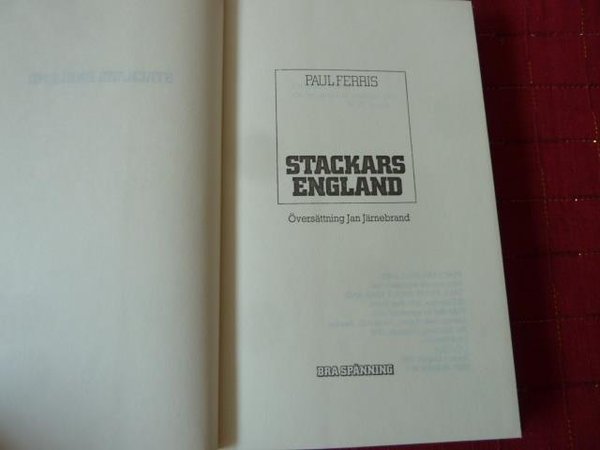 PAUL FERRIS
STACKARS
ENGLAND
Översättning Jan Järnebrand
BRA SPÄNNING